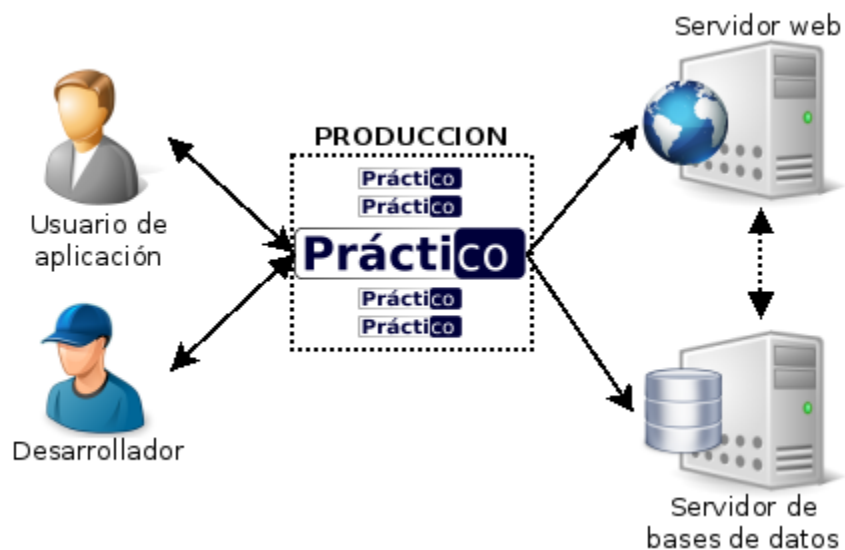 Servidor web
PRODUCCION
Práctico
Práctico
Usuario de
aplicación
Práctico
Práctico
Práctico
Desarrollador
Servidor de
bases de datos